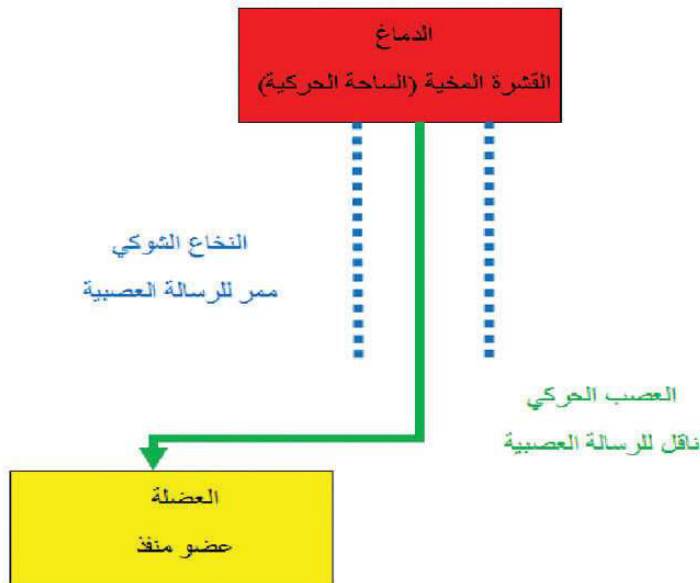 الدماغ
القشرة المخية (الساحة الحركية)
النخاع الشوكي
ممر للرسالة العصبية
العصب الحركي
ناقل للرسالة العصبية
العضلة
عضو منفذ